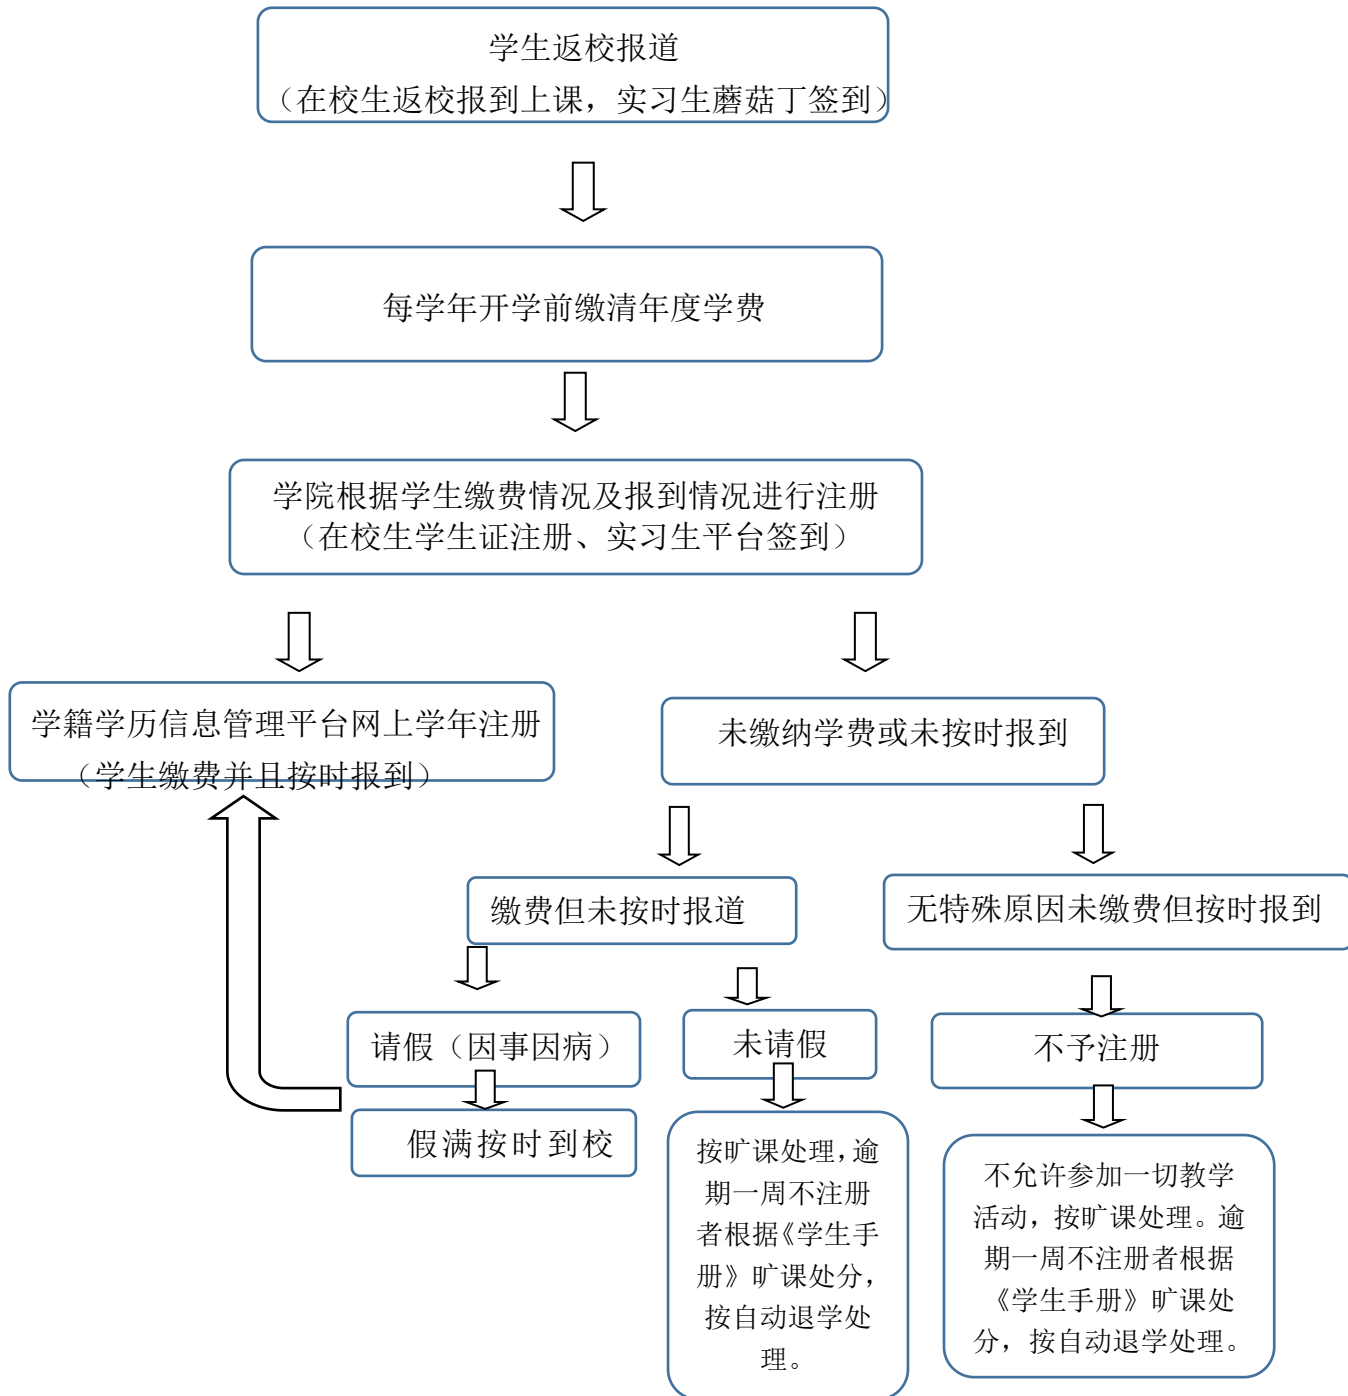 学生返校报道
（在校生返校报到上课，实习生蘑菇丁签到）
每学年开学前缴清年度学费
学院根据学生缴费情况及报到情况进行注册
（在校生学生证注册、实习生平台签到）
学籍学历信息管理平台网上学年注册
（学生缴费并且按时报到）
未缴纳学费或未按时报到
缴费但未按时报道
无特殊原因未缴费但按时报到
请假（因事因病）
未请假
不予注册
假满按时到校
按旷课处理，逾
期一周不注册
者根据《学生手
册》旷课处分，
按自动退学处
理。
不允许参加一切教学
活动，按旷课处理。逾
期一周不注册者根据
《学生手册》旷课处
分，按自动退学处理。